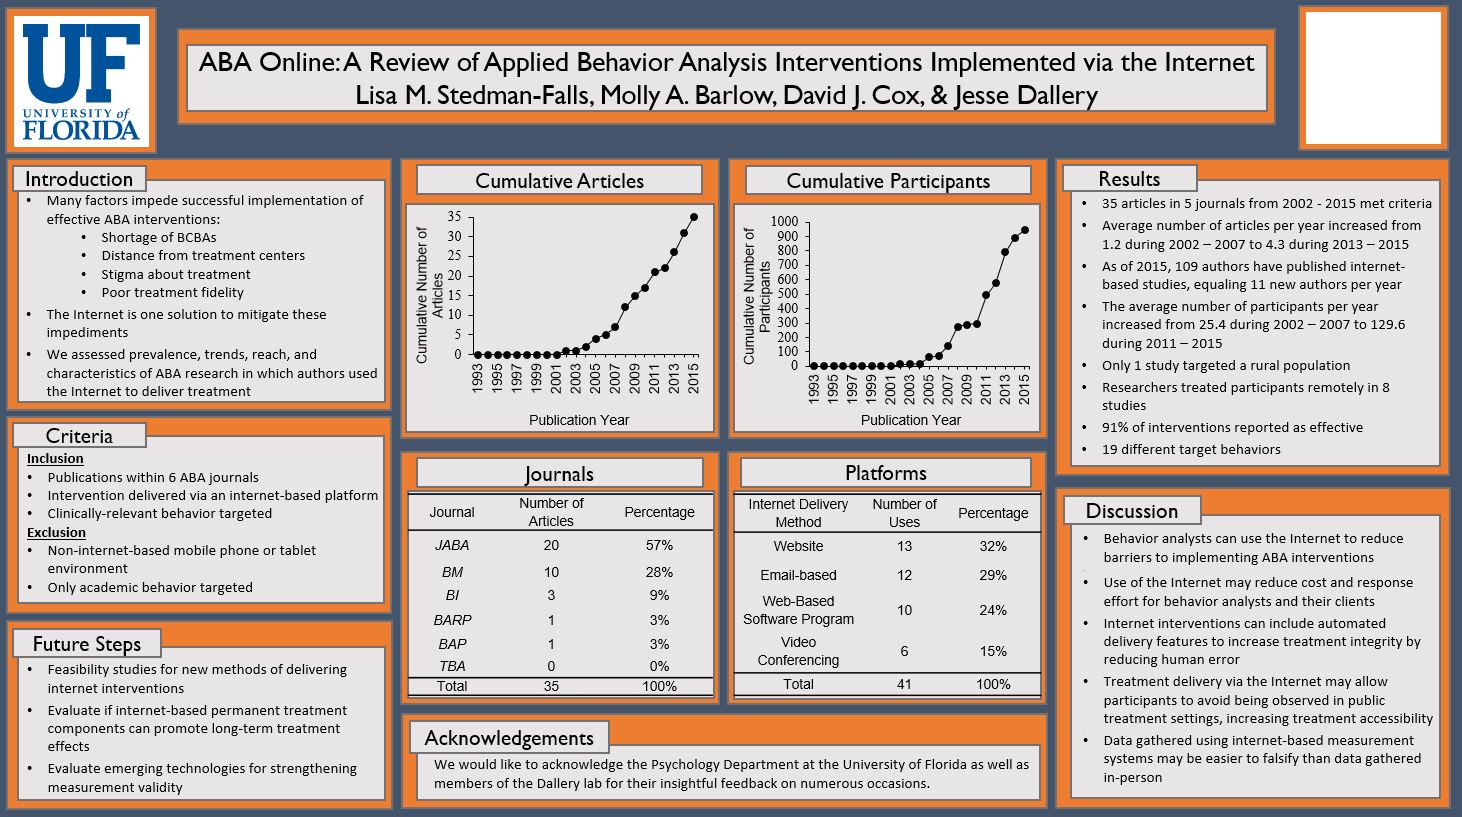 UF
UNIVERSITY of
FLORIDA
ABA Online: A Review of Applied Behavior Analysis Interventions Implemented via the Internet
Lisa M. Stedman-Falls, Molly A. Barlow, David J. Cox, & Jesse Dallery
Introduction
• Many factors impede successful implementation of
effective ABA interventions:
• Shortage of BCBAs
• Distance from treatment centers
• Stigma about treatment
• Poor treatment fidelity
• The Internet is one solution to mitigate these
impediments
• We assessed prevalence, trends, reach, and
characteristics of ABA research in which authors used
the Internet to deliver treatment
Criteria
Inclusion
• Publications within 6 ABA journals
• Intervention delivered via an internet-based platform
• Clinically-relevant behavior targeted
Exclusion
• Non-internet-based mobile phone or tablet
environment
• Only academic behavior targeted
Future Steps
• Feasibility studies for new methods of delivering
internet interventions
• Evaluate if internet-based permanent treatment
components can promote long-term treatment
effects
• Evaluate emerging technologies for strengthening
measurement validity
Cumulative Articles
Cumulative Number of
Articles
35
30
25
20
15
10
5
0
1993 1995 1997 1999 2001 2003 2005 2007 2009 2011 2013 2015
Publication Year
Cumulative Participants
Cumulative Number of
Participants
1000
900
800
700
600
500
400
300
200
100
0
1993 1995 1997 1999 2001 2003 2005 2007 2009 2011 2013 2015
Publication Year
Journals
Journal Number of Articles Percentage
JABA 20 57%
BM 10 28%
BI 3 9%
BARP 1 3%
BAP 1 3%
TBA 0 0%
Total 35 100%
Platforms
Internet Delivery Method Number of Uses Percentage
Website 13 32%
Email-based 12 29%
Web-Based Software Program 10 24%
Video Conferencing 6 15%
Total 41 100%
Acknowledgements
We would like to acknowledge the Psychology Department at the University of Florida as well as
members of the Dallery lab for their insightful feedback on numerous occasions.
Results
• 35 articles in 5 journals from 2002 - 2015 met criteria
• Average number of articles per year increased from
1.2 during 2002 – 2007 to 4.3 during 2013 – 2015
• As of 2015, 109 authors have published internet-
based studies, equaling 11 new authors per year
• The average number of participants per year
increased from 25.4 during 2002 – 2007 to 129.6
during 2011 – 2015
• Only 1 study targeted a rural population
• Researchers treated participants remotely in 8
studies
• 91% of interventions reported as effective
• 19 different target behaviors
Discussion
• Behavior analysts can use the Internet to reduce
barriers to implementing ABA interventions
• Use of the Internet may reduce cost and response
effort for behavior analysts and their clients
• Internet interventions can include automated
delivery features to increase treatment integrity by
reducing human error
• Treatment delivery via the Internet may allow
participants to avoid being observed in public
treatment settings, increasing treatment accessibility
• Data gathered using internet-based measurement
systems may be easier to falsify than data gathered
in-person